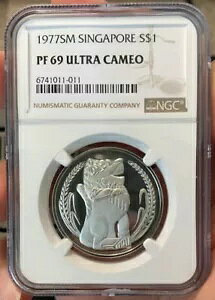 1977SM SINGAPORE S$1
PF 69 ULTRA CAMEO
6741011-011
NUMISMATIC GUARANTY COMPANY
NGC